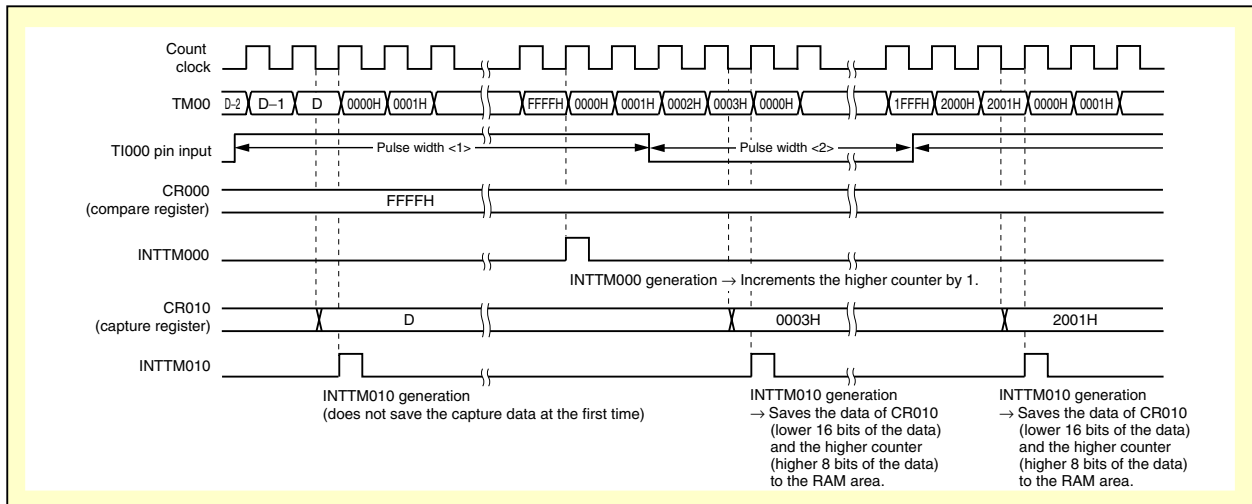 Count
clock
TM00
D-2 D–1 D 0000H 0001H FFFFH 0000H 0001H 0002H 0003H 0000H 1FFFH 2000H 2001H 0000H 0001H
TI000 pin input
Pulse width <1> Pulse width <2>
CR000
(compare register)
FFFFH
INTTM000
INTTM000 generation → Increments the higher counter by 1.
CR010
(capture register)
D 0003H 2001H
INTTM010
INTTM010 generation
(does not save the capture data at the first time)
INTTM010 generation
→ Saves the data of CR010
(lower 16 bits of the data)
and the higher counter
(higher 8 bits of the data)
to the RAM area.
INTTM010 generation
→ Saves the data of CR010
(lower 16 bits of the data)
and the higher counter
(higher 8 bits of the data)
to the RAM area.